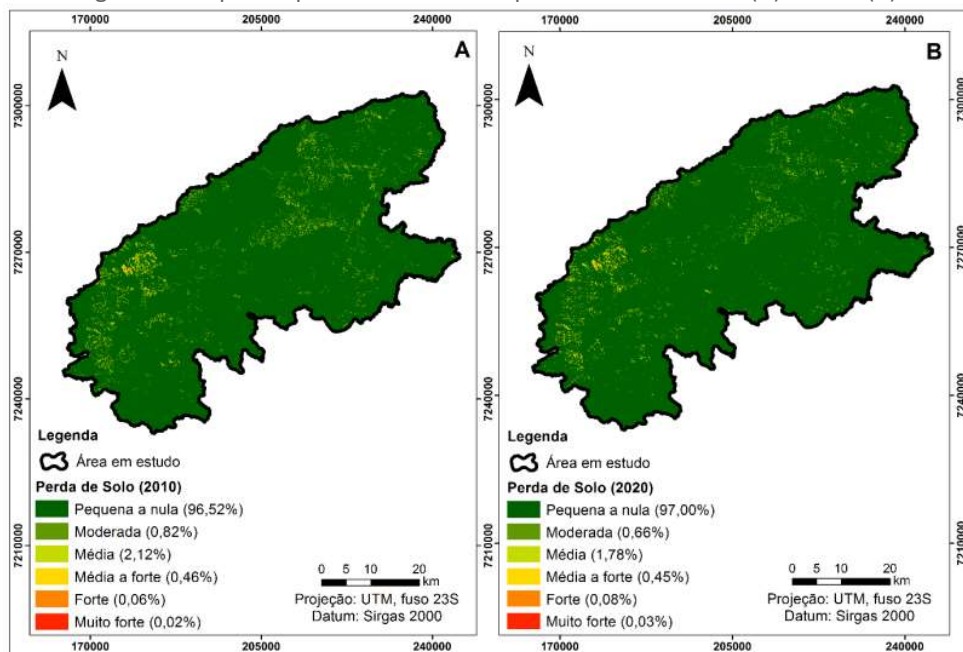 170000 205000 240000
A
N
7300000
7270000
7240000
7210000
Legenda
Área em estudo
Perda de Solo (2010)
Pequena a nula (96,52%)
Moderada (0,82%)
Média (2,12%)
Média a forte (0,46%)
Forte (0,06%)
Muito forte (0,02%)
0 5 10 20
km
Projeção: UTM, fuso 23S
Datum: Sirgas 2000
170000 205000 240000
170000 205000 240000
B
N
7300000
7270000
7240000
7210000
7300000
7270000
7240000
7210000
Legenda
Área em estudo
Perda de Solo (2020)
Pequena a nula (97,00%)
Moderada (0,66%)
Média (1,78%)
Média a forte (0,45%)
Forte (0,08%)
Muito forte (0,03%)
0 5 10 20
km
Projeção: UTM, fuso 23S
Datum: Sirgas 2000
170000 205000 240000